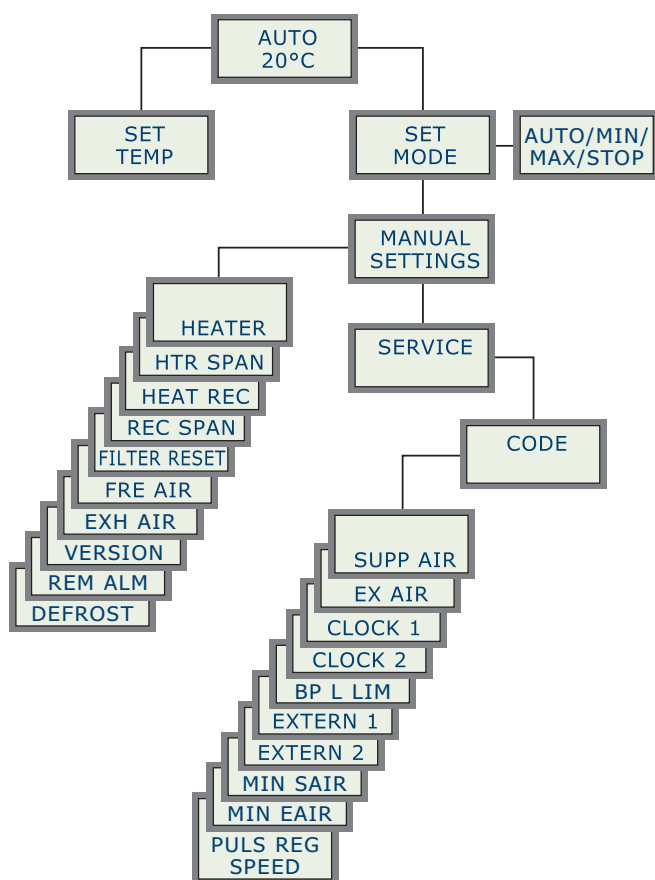 AUTO
20°C
SET
TEMP
SET
MODE
AUTO/MIN/
MAX/STOP
MANUAL
SETTINGS
HEATER
HTR SPAN
HEAT REC
REC SPAN
FILTER RESET
FRE AIR
EXH AIR
VERSION
REM ALM
DEFROST
SERVICE
CODE
SUPP AIR
EX AIR
CLOCK 1
CLOCK 2
BP L LIM
EXTERN 1
EXTERN 2
MIN SAIR
MIN EAIR
PULS REG
SPEED